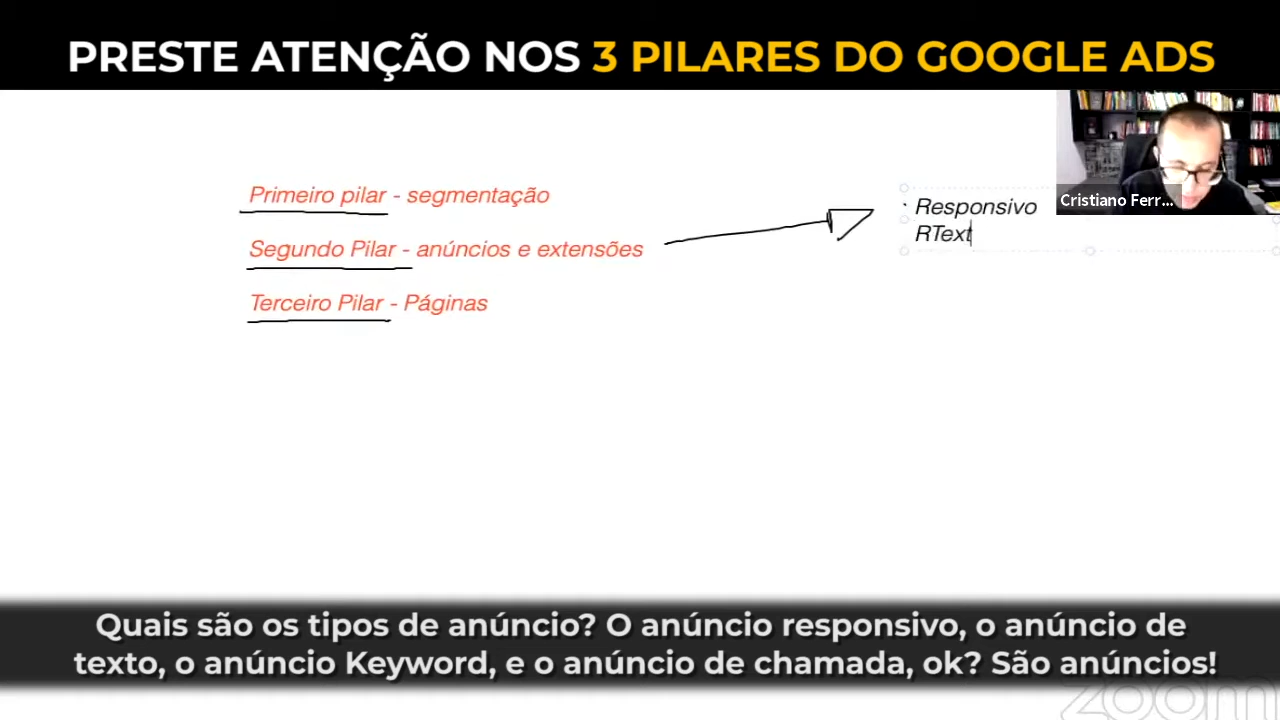 PRESTE ATENÇÃO NOS 3 PILARES DO GOOGLE ADS
Primeiro pilar - segmentação
Segundo Pilar - anúncios e extensões
Terceiro Pilar - Páginas
Responsivo
RText
Cristiano Ferr...
Quais são os tipos de anúncio? O anúncio responsivo, o anúncio de
texto, o anúncio Keyword, e o anúncio de chamada, ok? São anúncios!
zoom